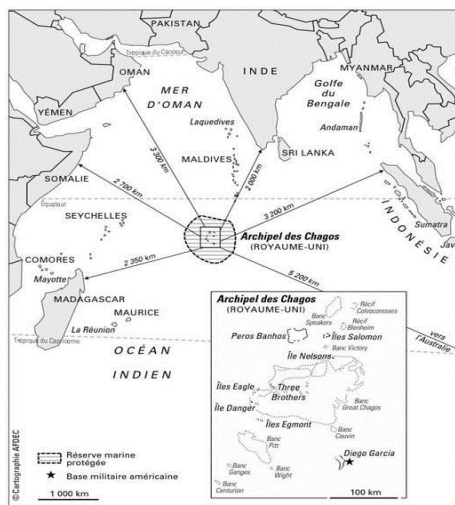 PAKISTAN
Tropique du Cancer
OMAN
INDE
MYANMAR
MER
D'OMAN
Golfe
du
Bengale
YÉMEN
Laquedives
Andaman
3 300 km
MALDIVES
SRI LANKA
2 000 km
SOMALIE
2 700 km
3 200 km
Équateur
SEYCHELLES
Archipel des Chagos
(ROYAUME-UNI)
Sumatra
INDONÉSIE
Java
COMORES
2 350 km
Mayotte
5 200 km
MADAGASCAR
MAURICE
La Réunion
vers
l'Australie
Tropique du Capricorne
OCÉAN
INDIEN
Archipel des Chagos
(ROYAUME-UNI)
Banc
Speakers
Récif
Colvocoresses
Récif
Blenheim
Peros Banhos
Îles Salomon
Banc Victory
Île Nelsons
Îles Eagle
Three
Brothers
Île Danger
Banc
Great Chagos
Îles Egmont
Banc
Cauvin
Banc
Pitt
Diego Garcia
Banc
Ganges
Banc
Wight
Banc
Centurion
100 km
Réserve marine
protégée
Base militaire américaine
1 000 km
© Cartographie AFDEC